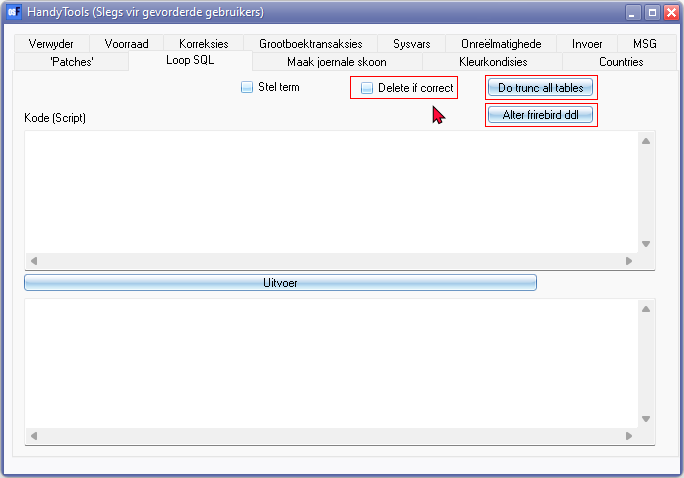 HandyTools (Slegs vir gevorderde gebruikers)
Verwyder Voorraad Korreksies Grootboektransaksies Sysvars Onreëlmatighede Invoer MSG
'Patches' Loop SQL Maak joernale skoon Kleurkondisies Countries
Stel term Delete if correct Do trunc all tables
Alter frirebird ddl
Kode (Script)
Uitvoer